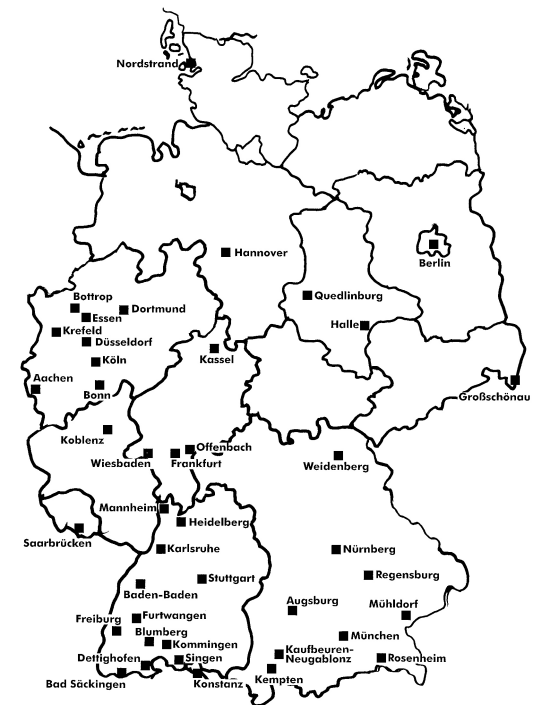 Nordstrand
Hannover
Berlin
Bottrop
Quedlinburg
Dortmund
Essen
Krefeld
Halle
Düsseldorf
Köln
Kassel
Aachen
Bonn
Großschönau
Koblenz
Offenbach
Wiesbaden
Frankfurt
Weidenberg
Mannheim
Heidelberg
Saarbrücken
Karlsruhe
Nürnberg
Stuttgart
Regensburg
Baden-Baden
Augsburg
Mühldorf
Furtwangen
Freiburg
Blumberg
München
Kommingen
Kaufbeuren-
Neugablonz
Dettighofen
Singen
Rosenheim
Bad Säckingen
Konstanz
Kempten